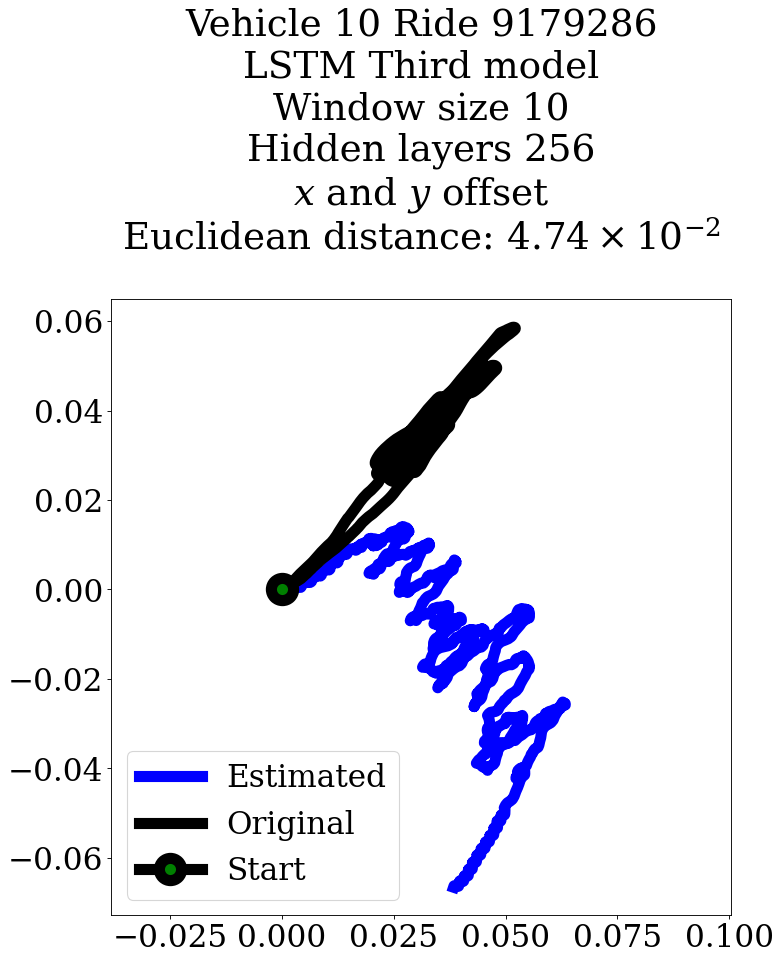 Vehicle 10 Ride 9179286
LSTM Third model
Window size 10
Hidden layers 256
x and y offset
Euclidean distance: 4.74 × 10⁻²
0.06
0.04
0.02
0.00
−0.02
−0.04
−0.06
Estimated
Original
Start
−0.025 0.000 0.025 0.050 0.075 0.100